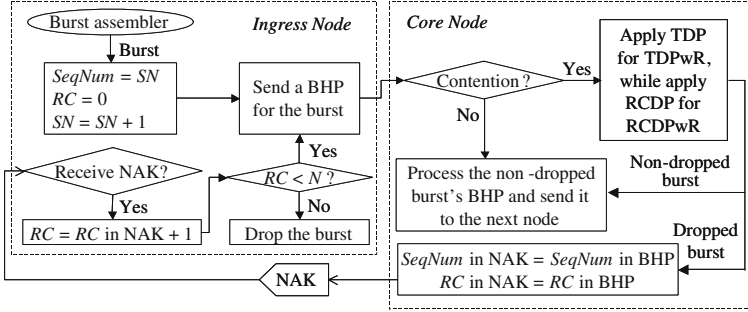 Burst assembler
Ingress Node
Core Node
Burst
SeqNum = SN
RC = 0
SN = SN + 1
Send a BHP
for the burst
Contention ?
Yes
No
Apply TDP
for TDPwR,
while apply
RCDP for
RCDPwR
Receive NAK?
Yes
RC < N ?
Yes
No
RC = RC in NAK + 1
Drop the burst
Process the non -dropped
burst's BHP and send it
to the next node
Non-dropped
burst
Dropped
burst
SeqNum in NAK = SeqNum in BHP
RC in NAK = RC in BHP
NAK